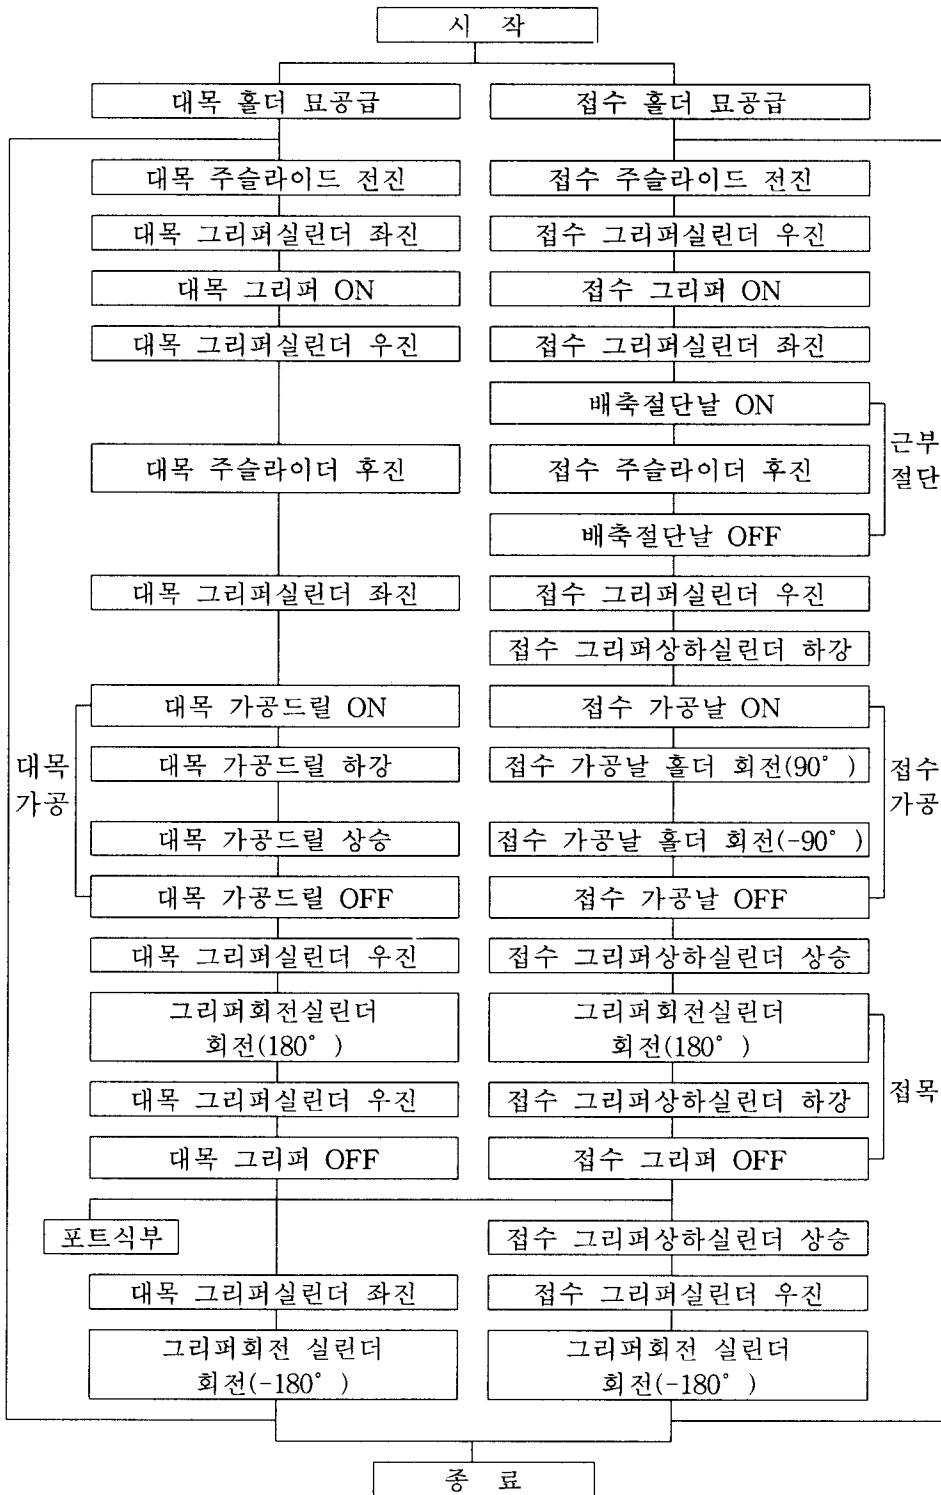 시 작
대목 홀더 묘공급 접수 홀더 묘공급
대목 주슬라이드 전진 접수 주슬라이드 전진
대목 그리퍼실린더 좌진 접수 그리퍼실린더 우진
대목 그리퍼 ON 접수 그리퍼 ON
대목 그리퍼실린더 우진 접수 그리퍼실린더 좌진
배축절단날 ON
근부
대목 주슬라이더 후진 접수 주슬라이더 후진
절단
배축절단날 OFF
대목 그리퍼실린더 좌진 접수 그리퍼실린더 우진
접수 그리퍼상하실린더 하강
대목 가공드릴 ON 접수 가공날 ON
대목 대목 가공드릴 하강 접수 가공날 홀더 회전(90°) 접수
가공 가공
대목 가공드릴 상승 접수 가공날 홀더 회전(-90°)
대목 가공드릴 OFF 접수 가공날 OFF
대목 그리퍼실린더 우진 접수 그리퍼상하실린더 상승
그리퍼회전실린더 그리퍼회전실린더
회전(180°) 회전(180°)
대목 그리퍼실린더 우진 접수 그리퍼상하실린더 하강 접목
대목 그리퍼 OFF 접수 그리퍼 OFF
포트식부 접수 그리퍼상하실린더 상승
대목 그리퍼실린더 좌진 접수 그리퍼실린더 우진
그리퍼회전 실린더 그리퍼회전 실린더
회전(-180°) 회전(-180°)
종 료